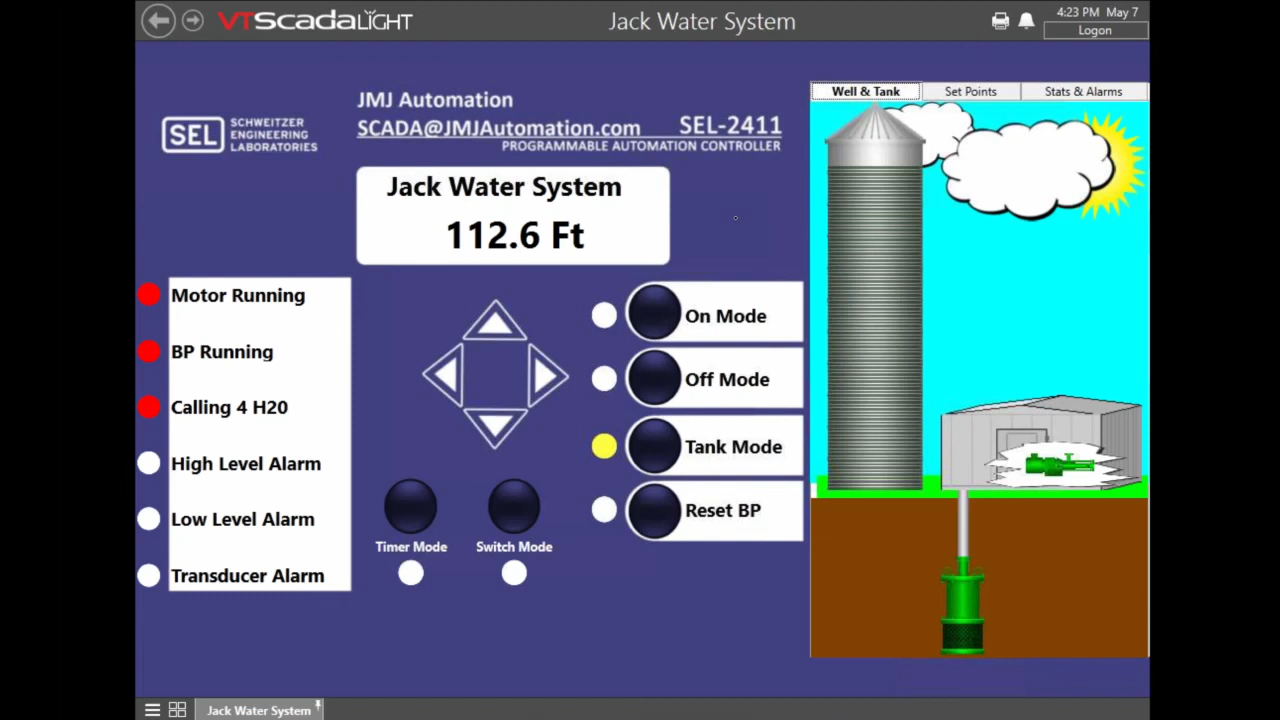 VTScadaLIGHT
Jack Water System
4:23 PM May 7
Logon
SEL SCHWEITZER
ENGINEERING
LABORATORIES
JMJ Automation
SCADA@JMJAutomation.com
SEL-2411
PROGRAMMABLE AUTOMATION CONTROLLER
Jack Water System
112.6 Ft
Well & Tank
Set Points
Stats & Alarms
Motor Running
BP Running
Calling 4 H20
High Level Alarm
Low Level Alarm
Transducer Alarm
On Mode
Off Mode
Tank Mode
Reset BP
Timer Mode
Switch Mode
Jack Water System